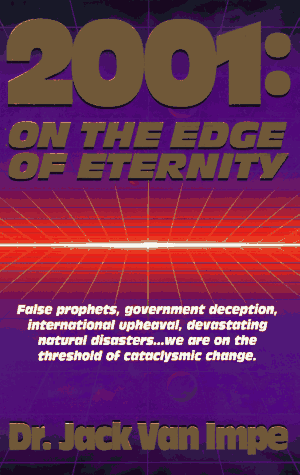 2001:
ON THE EDGE
OF ETERNITY
False prophets, government deception,
international upheaval, devastating
natural disasters...we are on the
threshold of cataclysmic change.
Dr. Jack Van Impe